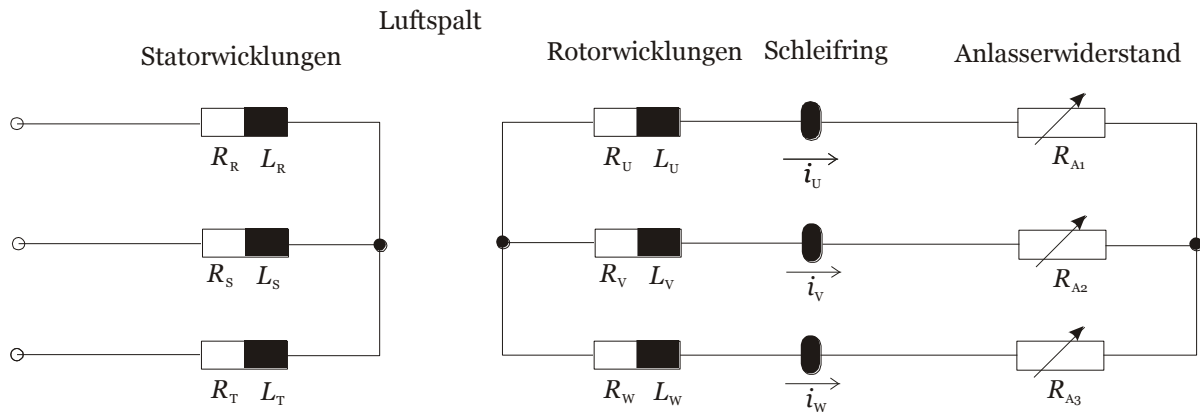 Luftspalt
Statorwicklungen Rotorwicklungen Schleifring Anlasserwiderstand
R_R L_R R_U L_U i_U R_A1
R_S L_S R_V L_V i_V R_A2
R_T L_T R_W L_W i_W R_A3